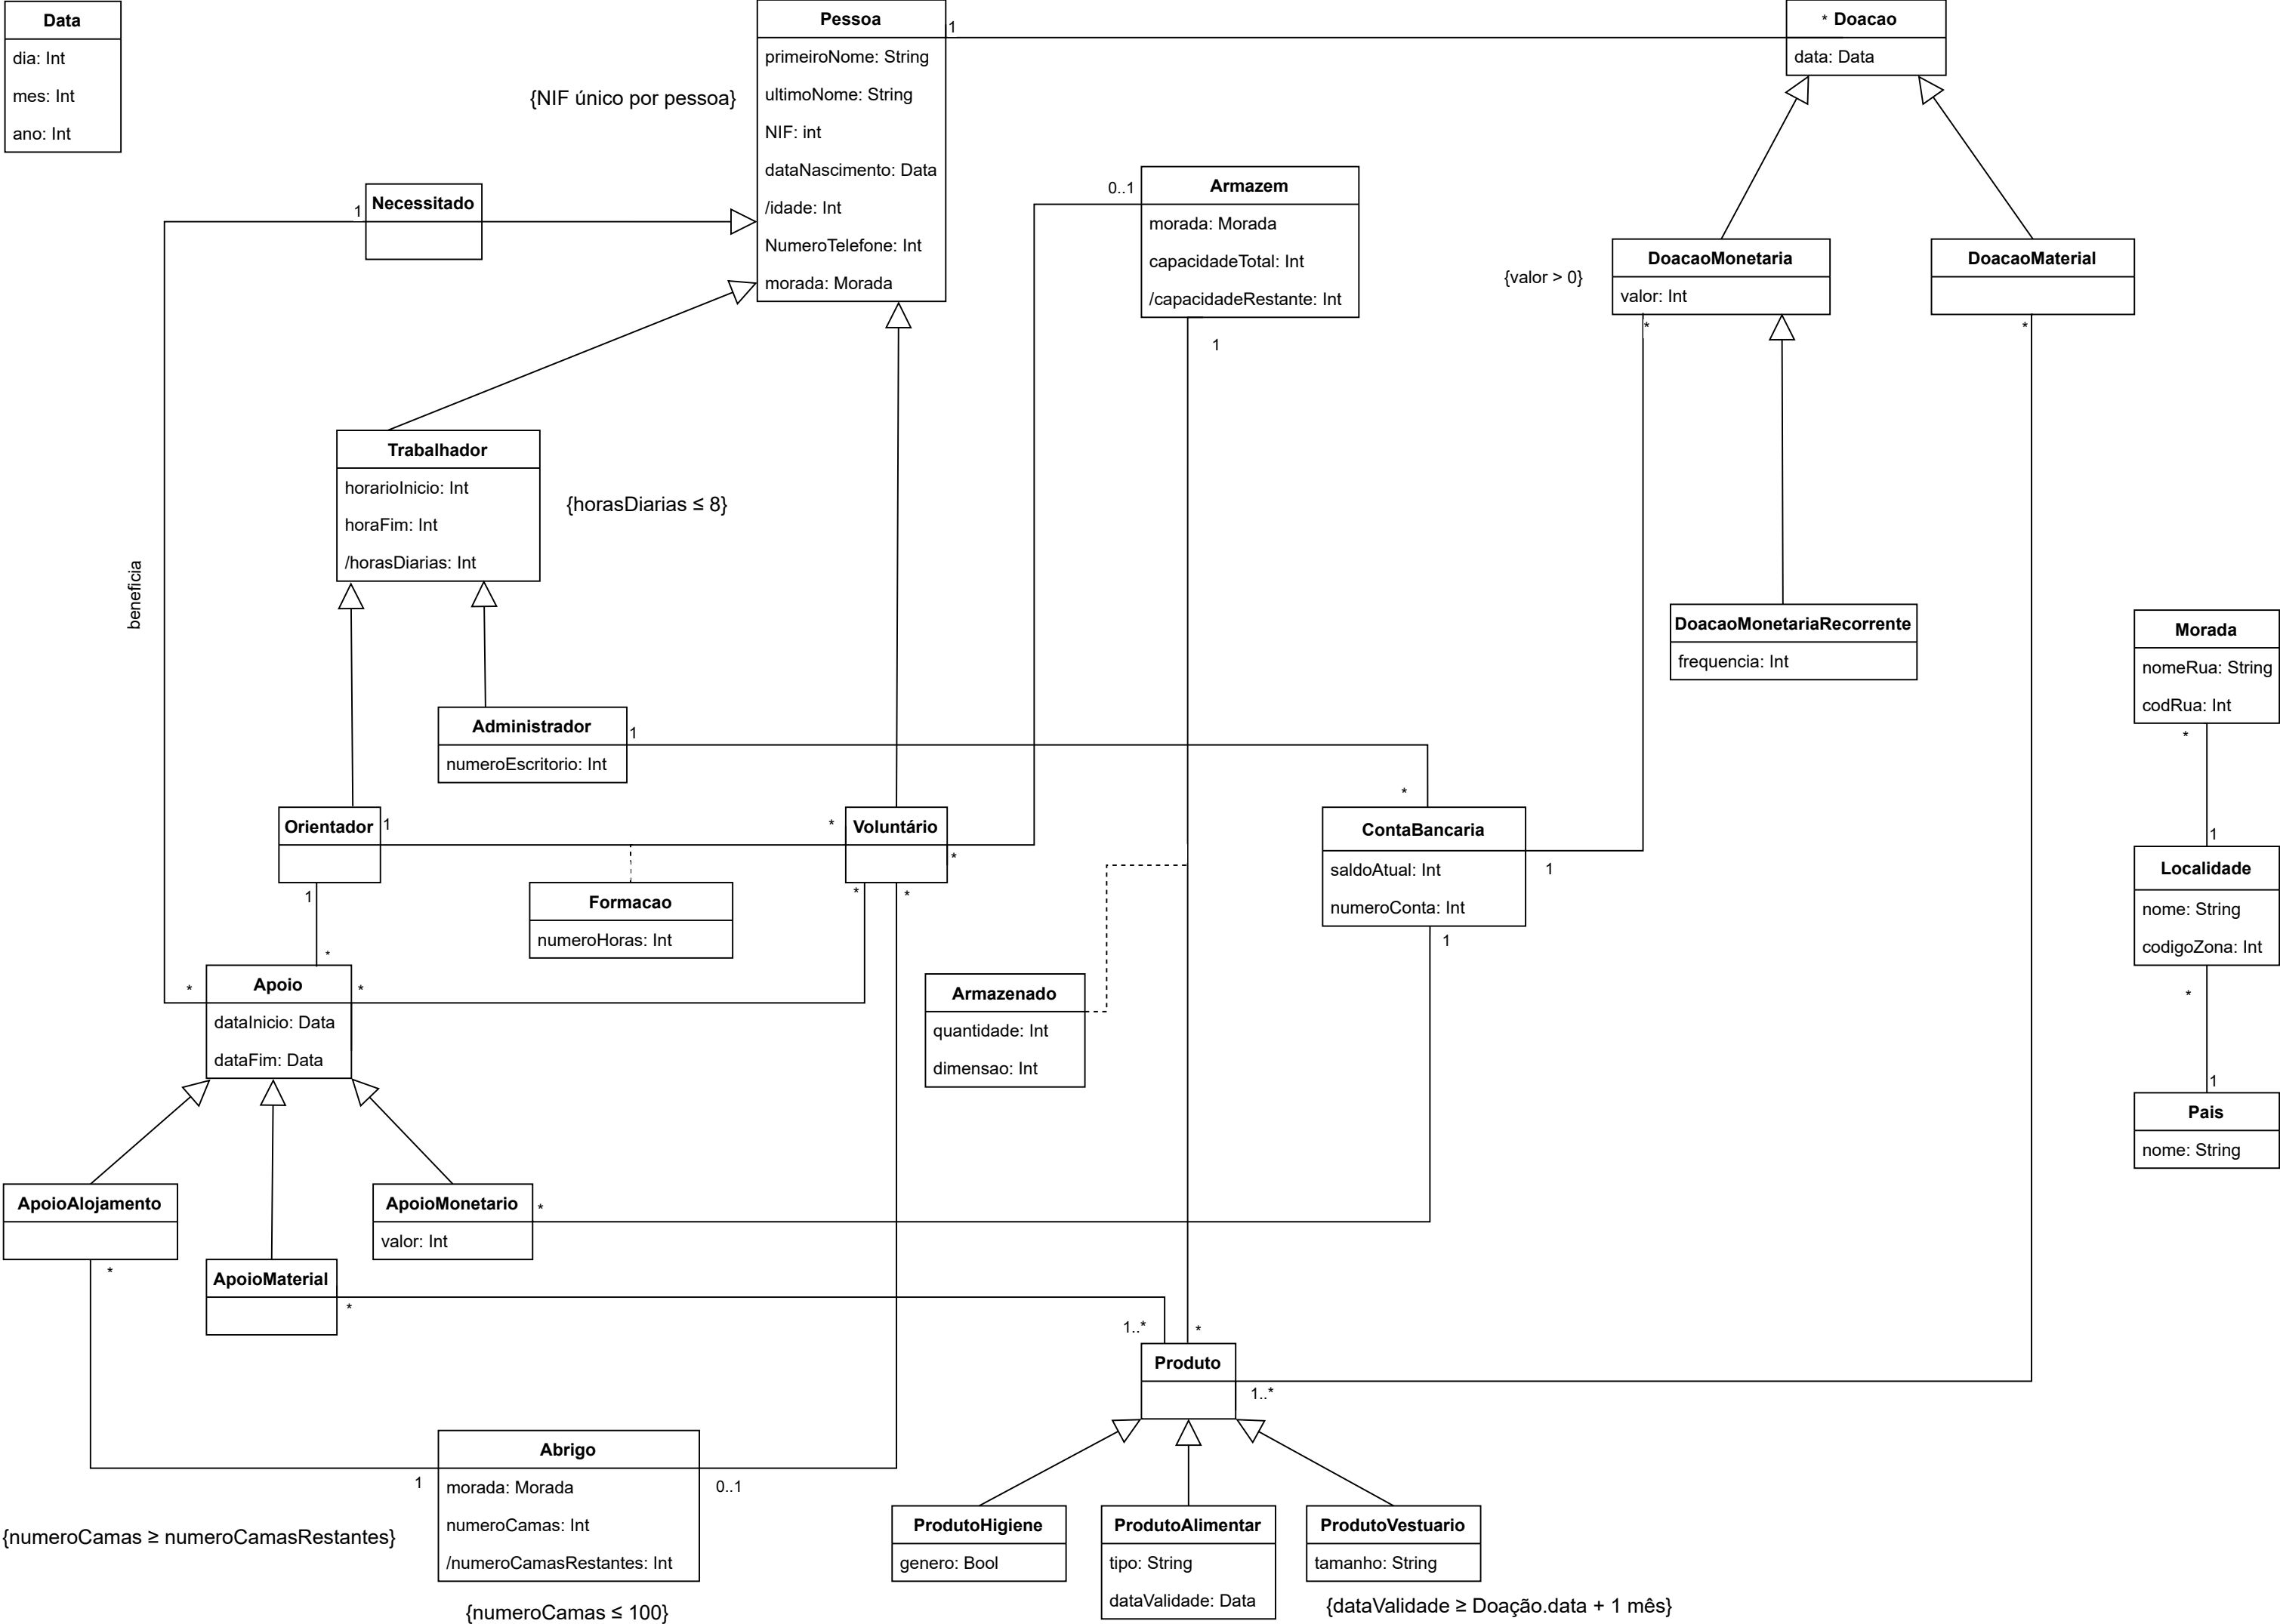 Data
dia: Int
mes: Int
ano: Int
{NIF único por pessoa}
Pessoa
primeiroNome: String
ultimoNome: String
NIF: int
dataNascimento: Data
/idade: Int
NumeroTelefone: Int
morada: Morada
1
* Doacao
data: Data
1
Necessitado
0..1
Armazem
morada: Morada
capacidadeTotal: Int
/capacidadeRestante: Int
1
{valor > 0}
DoacaoMonetaria
valor: Int
*
DoacaoMaterial
*
Trabalhador
horarioInicio: Int
horaFim: Int
/horasDiarias: Int
{horasDiarias ≤ 8}
beneficia
DoacaoMonetariaRecorrente
frequencia: Int
Morada
nomeRua: String
codRua: Int
*
1
Administrador
numeroEscritorio: Int
1
*
Orientador
1
1
*
Voluntário
*
*
*
ContaBancaria
saldoAtual: Int
numeroConta: Int
1
1
Localidade
nome: String
codigoZona: Int
*
1
Formacao
numeroHoras: Int
*
*
Apoio
dataInicio: Data
dataFim: Data
*
Armazenado
quantidade: Int
dimensao: Int
Pais
nome: String
ApoioAlojamento
*
ApoioMonetario
valor: Int
*
ApoioMaterial
*
1..*
*
Produto
1..*
Abrigo
morada: Morada
numeroCamas: Int
/numeroCamasRestantes: Int
1
0..1
{numeroCamas ≥ numeroCamasRestantes}
{numeroCamas ≤ 100}
ProdutoHigiene
genero: Bool
ProdutoAlimentar
tipo: String
dataValidade: Data
ProdutoVestuario
tamanho: String
{dataValidade ≥ Doação.data + 1 mês}